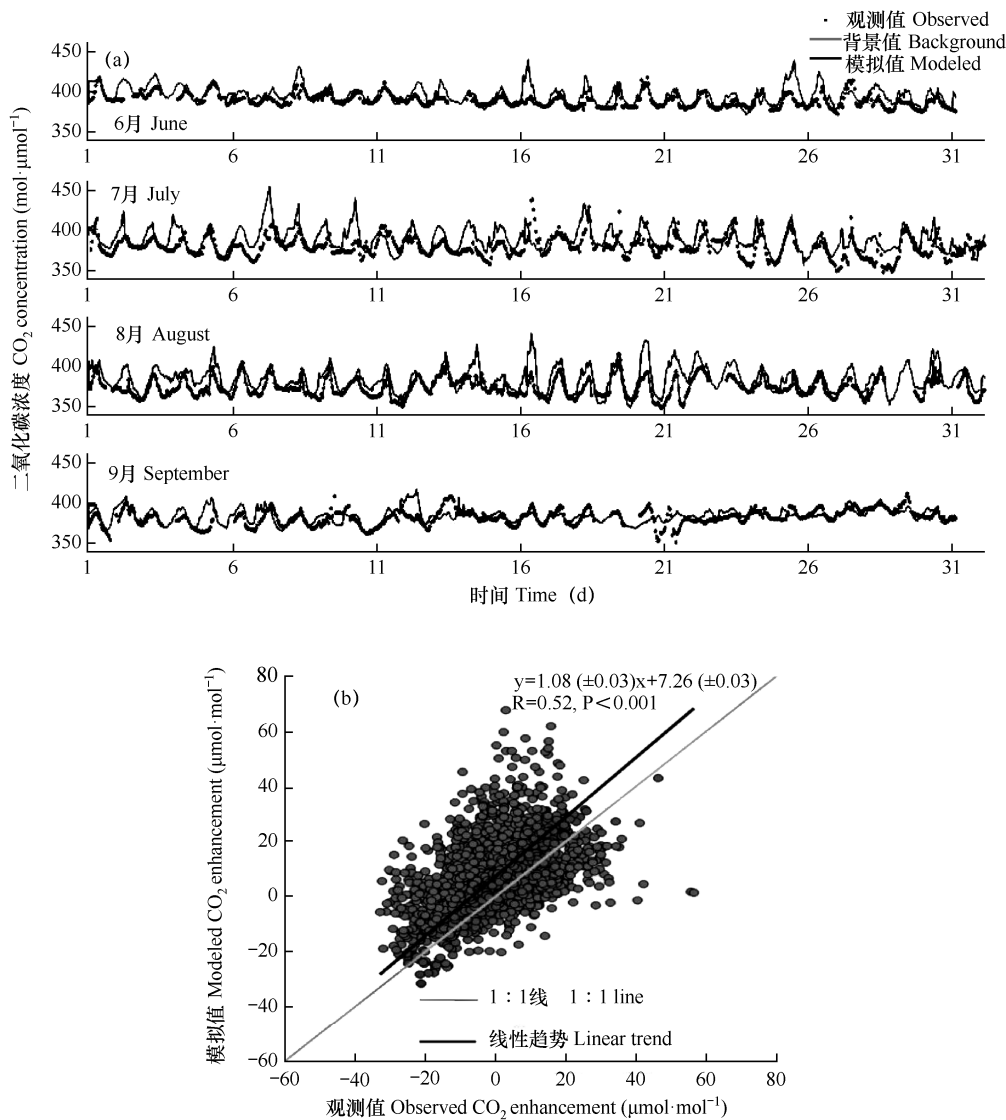 观测值 Observed
背景值 Background
模拟值 Modeled
二氧化碳浓度 CO₂ concentration (mol·μmol⁻¹)
(a)
450
400
350
6月 June
1 6 11 16 21 26 31
7月 July
450
400
350
1 6 11 16 21 26 31
8月 August
450
400
350
1 6 11 16 21 26 31
9月 September
450
400
350
1 6 11 16 21 26 31
时间 Time (d)
模拟值 Modeled CO₂ enhancement (μmol·mol⁻¹)
(b)
y=1.08 (±0.03)x+7.26 (±0.03)
R=0.52, P<0.001
80
60
40
20
0
−20
−40
−60
1∶1线 1∶1 line
线性趋势 Linear trend
−60 −40 −20 0 20 40 60 80
观测值 Observed CO₂ enhancement (μmol·mol⁻¹)